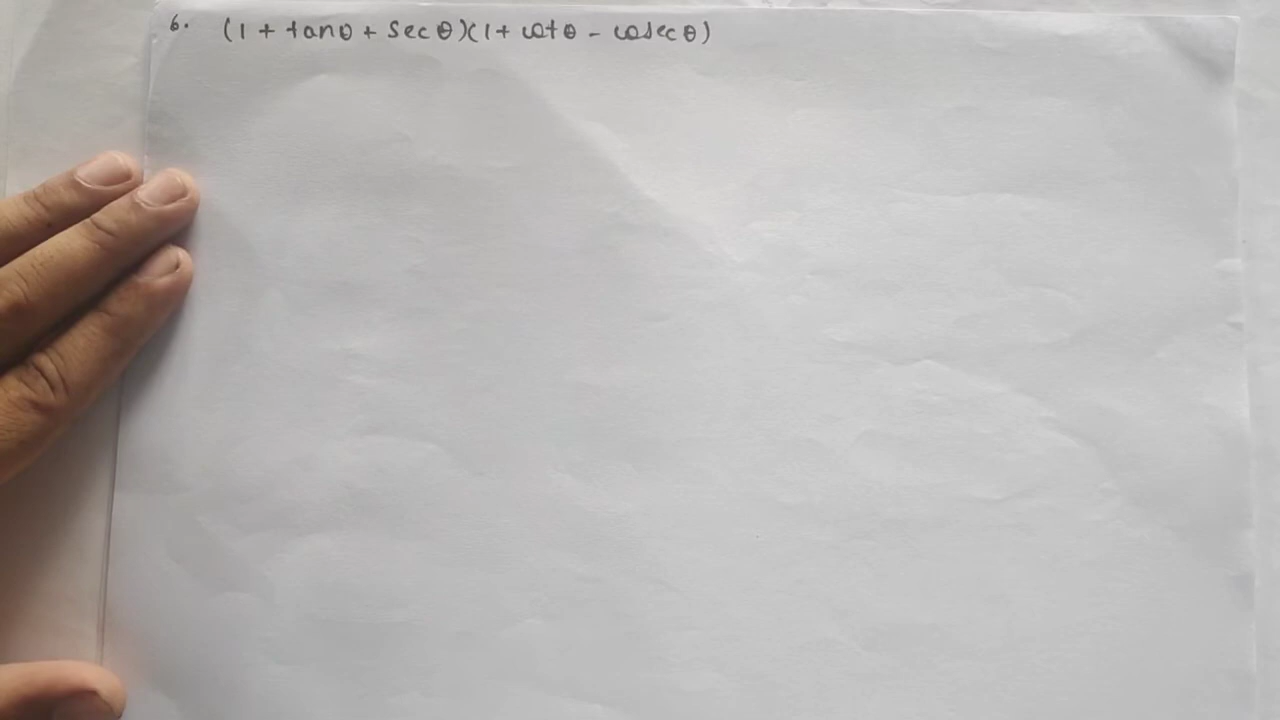 6. (1 + tanθ + secθ)(1 + cotθ - cosecθ)